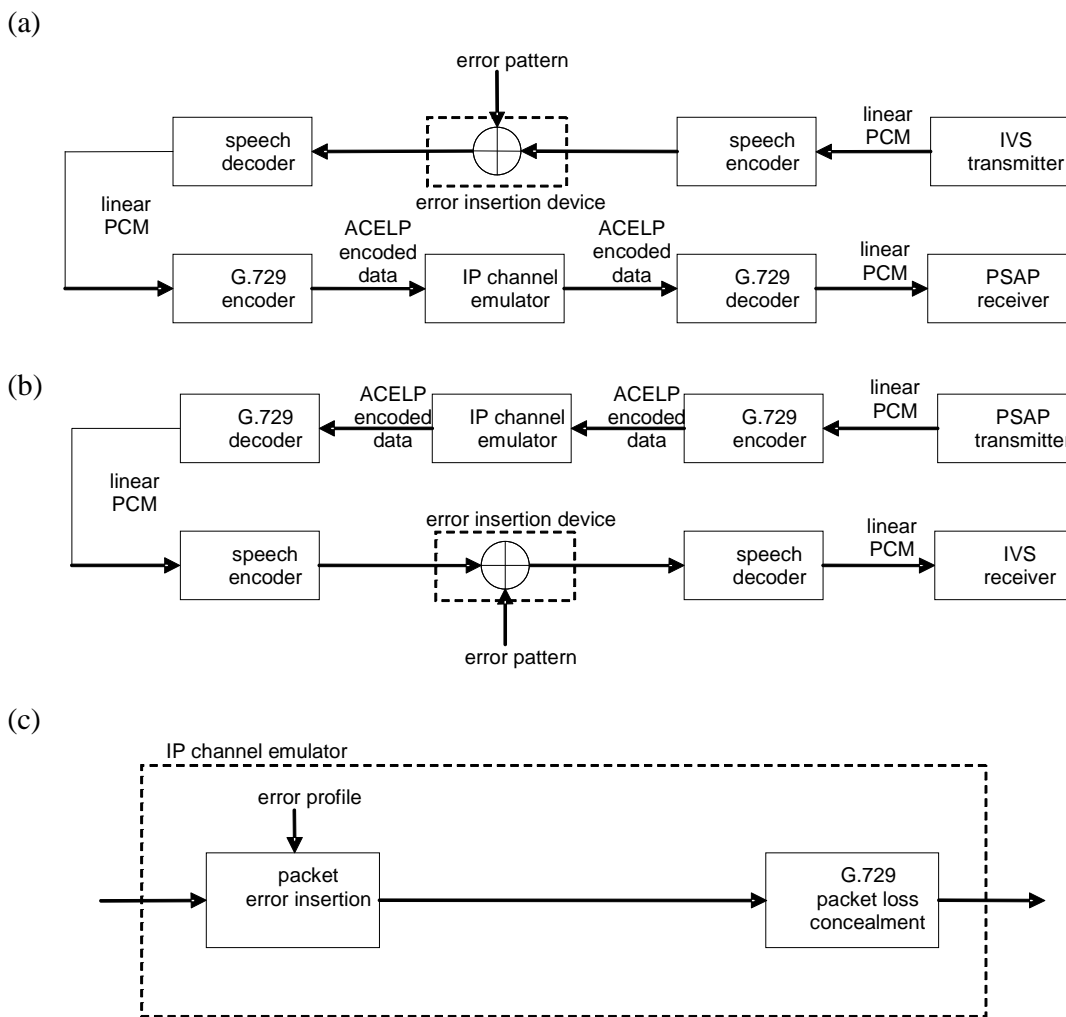 (a)
error pattern
linear
PCM
speech
decoder
speech
encoder
IVS
transmitter
error insertion device
linear
PCM
ACELP
encoded
data
ACELP
encoded
data
linear
PCM
G.729
encoder
IP channel
emulator
G.729
decoder
PSAP
receiver
(b)
ACELP
encoded
data
ACELP
encoded
data
linear
PCM
G.729
decoder
IP channel
emulator
G.729
encoder
PSAP
transmitter
linear
PCM
error insertion device
linear
PCM
speech
encoder
speech
decoder
IVS
receiver
error pattern
(c)
IP channel emulator
error profile
packet
error insertion
G.729
packet loss
concealment